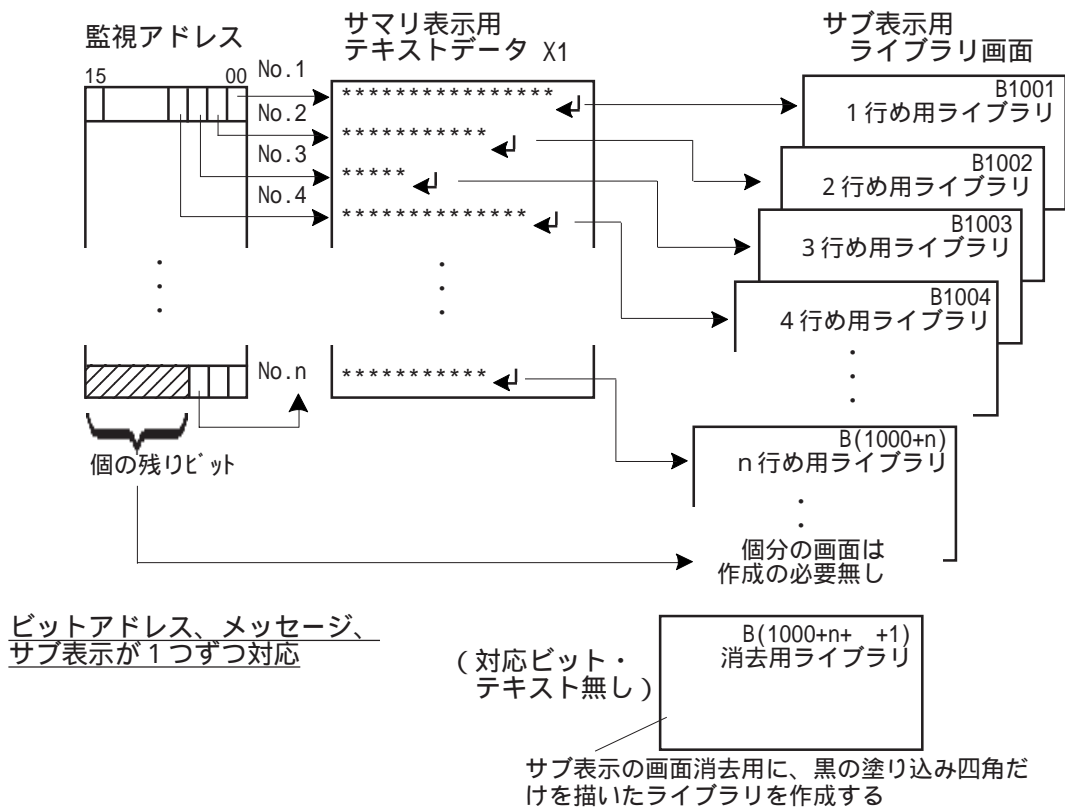 監視アドレス
サマリ表示用
テキストデータ X1
サブ表示用
ライブラリ画面
15
00
No.1
****************
B1001
1行め用ライブラリ
No.2
***********
B1002
2行め用ライブラリ
No.3
*****
B1003
3行め用ライブラリ
No.4
**************
B1004
4行め用ライブラリ
No.n
***********
B(1000+n)
n行め用ライブラリ
個の残りビット
個分の画面は
作成の必要無し
ビットアドレス、メッセージ、
サブ表示が1つずつ対応
(対応ビット・
テキスト無し)
B(1000+n+ +1)
消去用ライブラリ
サブ表示の画面消去用に、黒の塗り込み四角だ
けを描いたライブラリを作成する